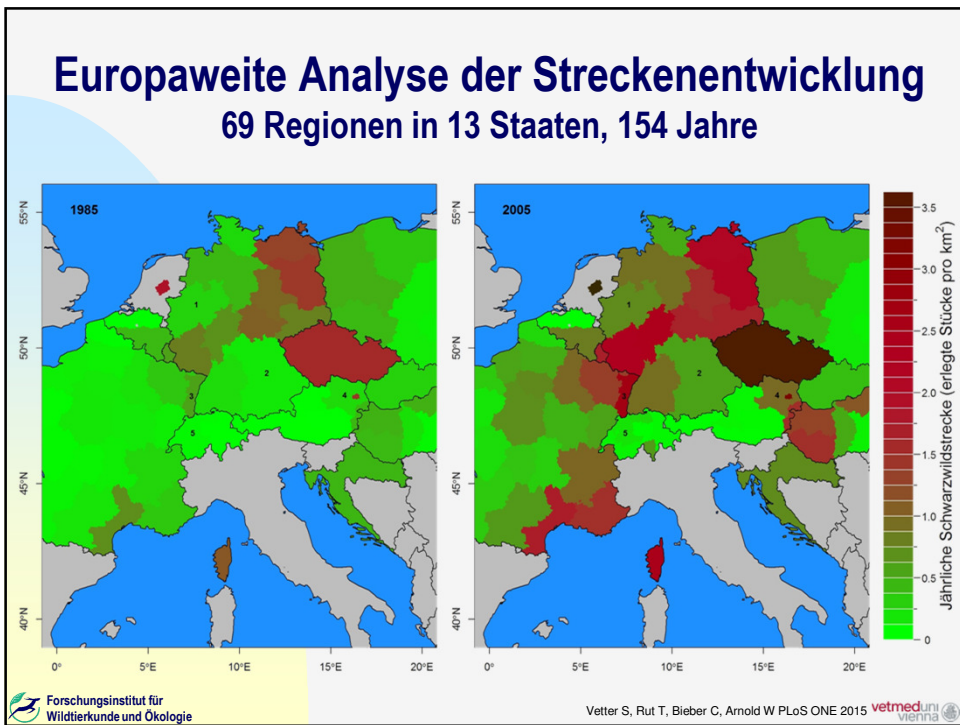 Europaweite Analyse der Streckenentwicklung
69 Regionen in 13 Staaten, 154 Jahre
1985
55°N
50°N
45°N
40°N
0°
5°E
10°E
15°E
20°E
1
2
3
4
5
2005
55°N
50°N
45°N
40°N
0°
5°E
10°E
15°E
20°E
1
2
3
4
5
3.5
3.0
2.5
2.0
1.5
1.0
0.5
0
Jährliche Schwarzwildstrecke (erlegte Stücke pro km²)
Forschungsinstitut für
Wildtierkunde und Ökologie
Vetter S, Rut T, Bieber C, Arnold W PLoS ONE 2015
vetmeduni
vienna